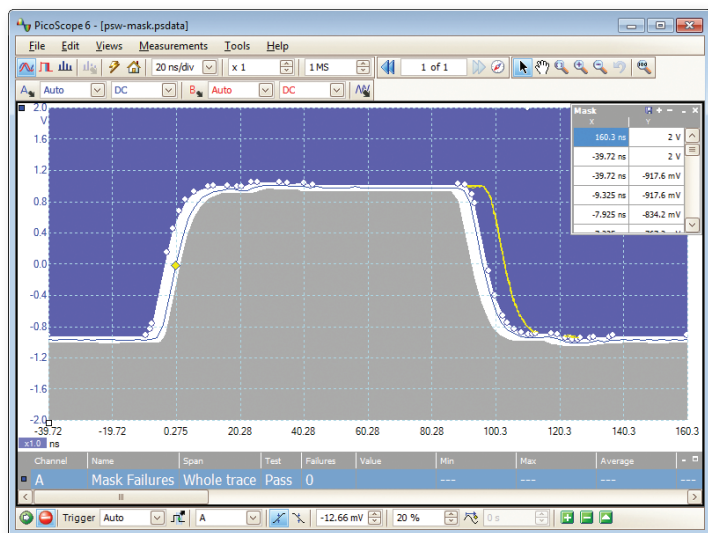 PicoScope 6 - [psw-mask.psdata]
File Edit Views Measurements Tools Help
20 ns/div x 1 1 MS 1 of 1
A Auto DC B Auto DC
2.0
V
1.6
1.2
0.8
0.4
0.0
-0.4
-0.8
-1.2
-1.6
-2.0
-39.72 -19.72 0.275 20.28 40.28 60.28 80.28 100.3 120.3 140.3 160.3
x1.0 ns
Mask
X Y
160.3 ns 2 V
-39.72 ns 2 V
-39.72 ns -917.6 mV
-9.325 ns -917.6 mV
-7.925 ns -834.2 mV
Channel Name Span Test Failures Value Min Max Average
A Mask Failures Whole trace Pass 0 --- --- ---
Trigger Auto A -12.66 mV 20 % 0 s